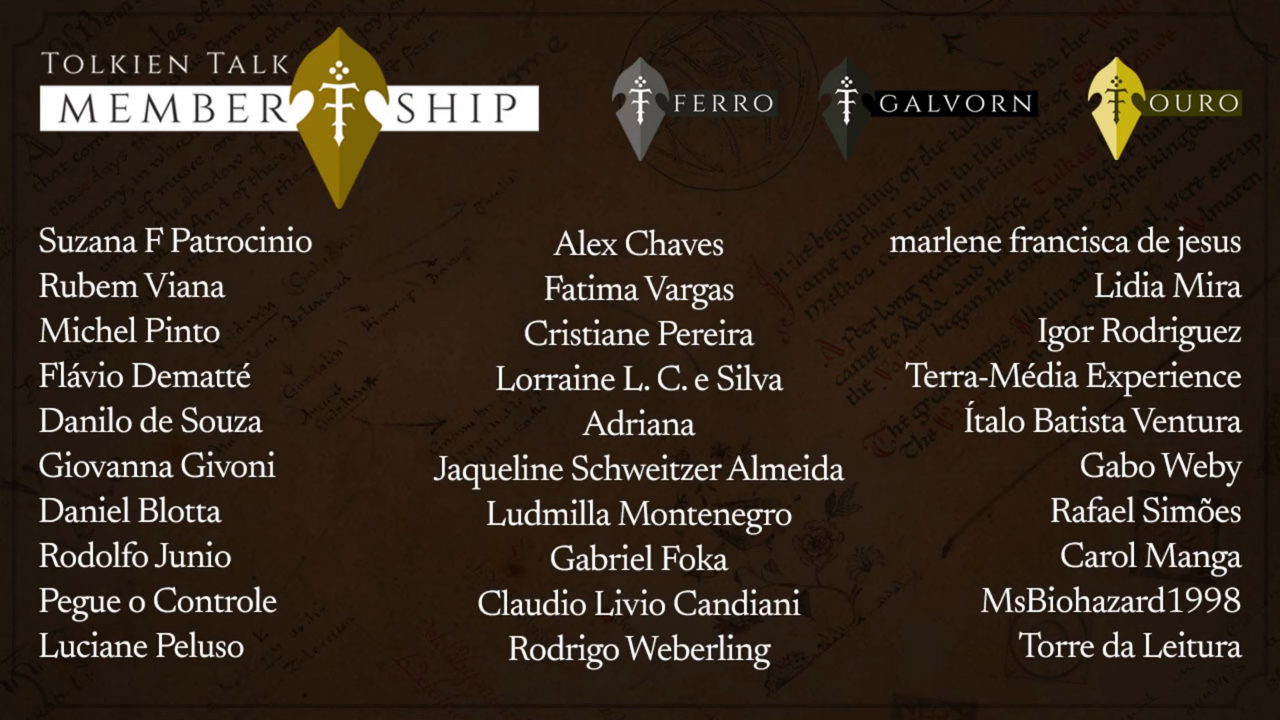 TOLKIEN TALK
MEMBERSHIP
FERRO
GALVORN
OURO
Suzana F Patrocinio
Rubem Viana
Michel Pinto
Flávio Dematté
Danilo de Souza
Giovanna Givoni
Daniel Blotta
Rodolfo Junio
Pegue o Controle
Luciane Peluso
Alex Chaves
Fatima Vargas
Cristiane Pereira
Lorraine L. C. e Silva
Adriana
Jaqueline Schweitzer Almeida
Ludmilla Montenegro
Gabriel Foka
Claudio Livio Candiani
Rodrigo Weberling
marlene francisca de jesus
Lidia Mira
Igor Rodriguez
Terra-Média Experience
Ítalo Batista Ventura
Gabo Weby
Rafael Simões
Carol Manga
MsBiohazard1998
Torre da Leitura